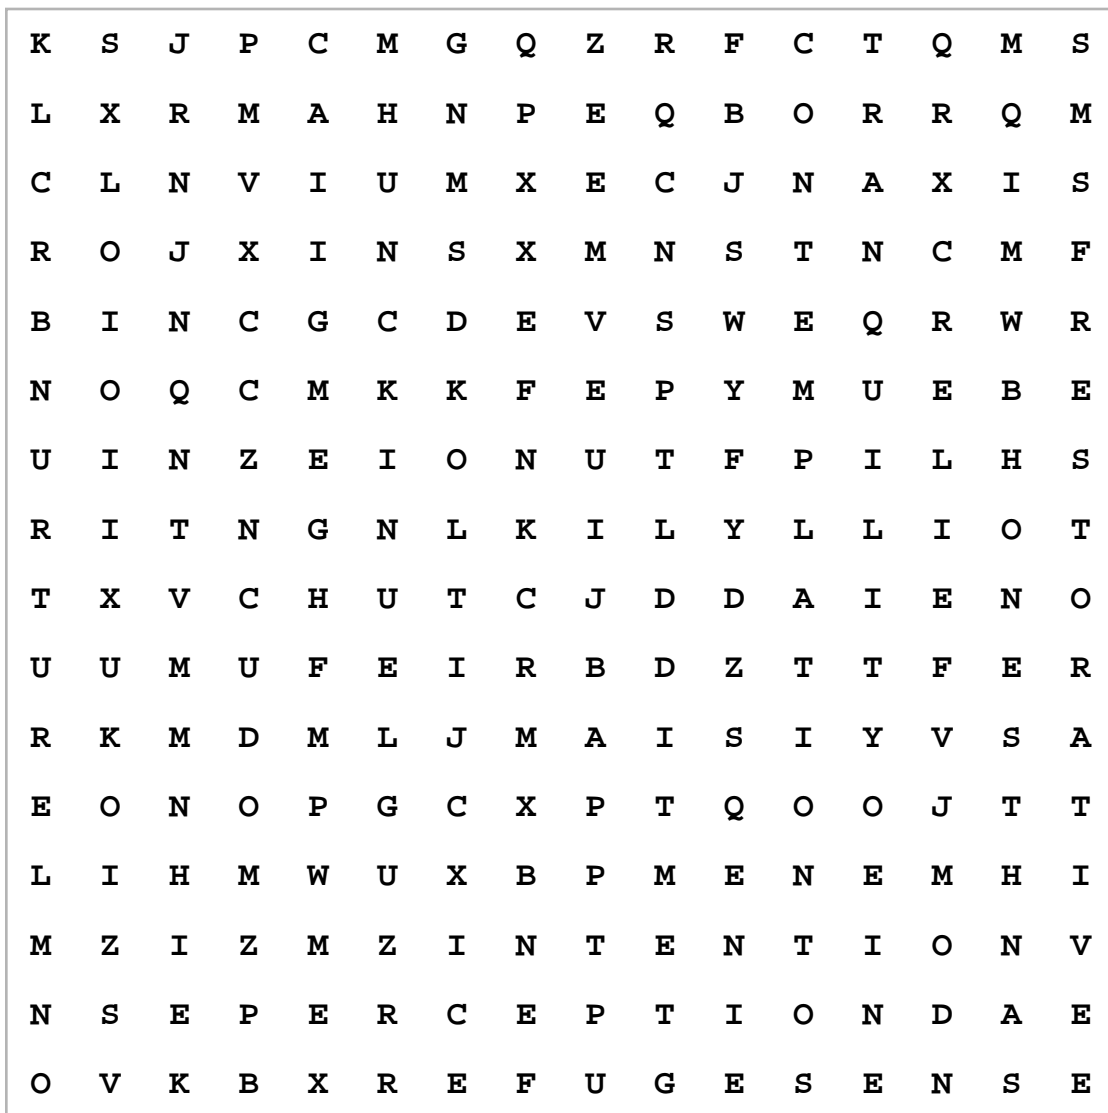 K S J P C M G Q Z R F C T Q M S
L X R M A H N P E Q B O R R Q M
C L N V I U M X E C J N A X I S
R O J X I N S X M N S T N C M F
B I N C G C D E V S W E Q R W R
N O Q C M K K F E P Y M U E B E
U I N Z E I O N U T F P I L H S
R I T N G N L K I L Y L L I O T
T X V C H U T C J D D A I E N O
U U M U F E I R B D Z T T F E R
R K M D M L J M A I S I Y V S A
E O N O P G C X P T Q O O J T T
L I H M W U X B P M E N E M H I
M Z I Z M Z I N T E N T I O N V
N S E P E R C E P T I O N D A E
O V K B X R E F U G E S E N S E